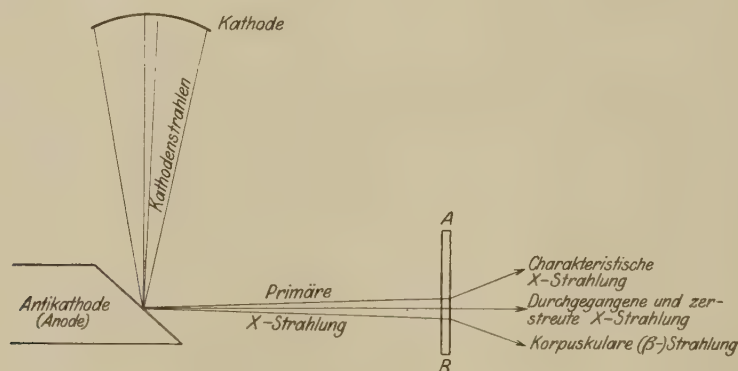 Kathode
Kathodenstrahlen
A
Charakteristische
X-Strahlung
Primäre
Antikathode
(Anode)
Durchgegangene und zer-
streute X-Strahlung
X-Strahlung
Korpuskulare (β-)Strahlung
B